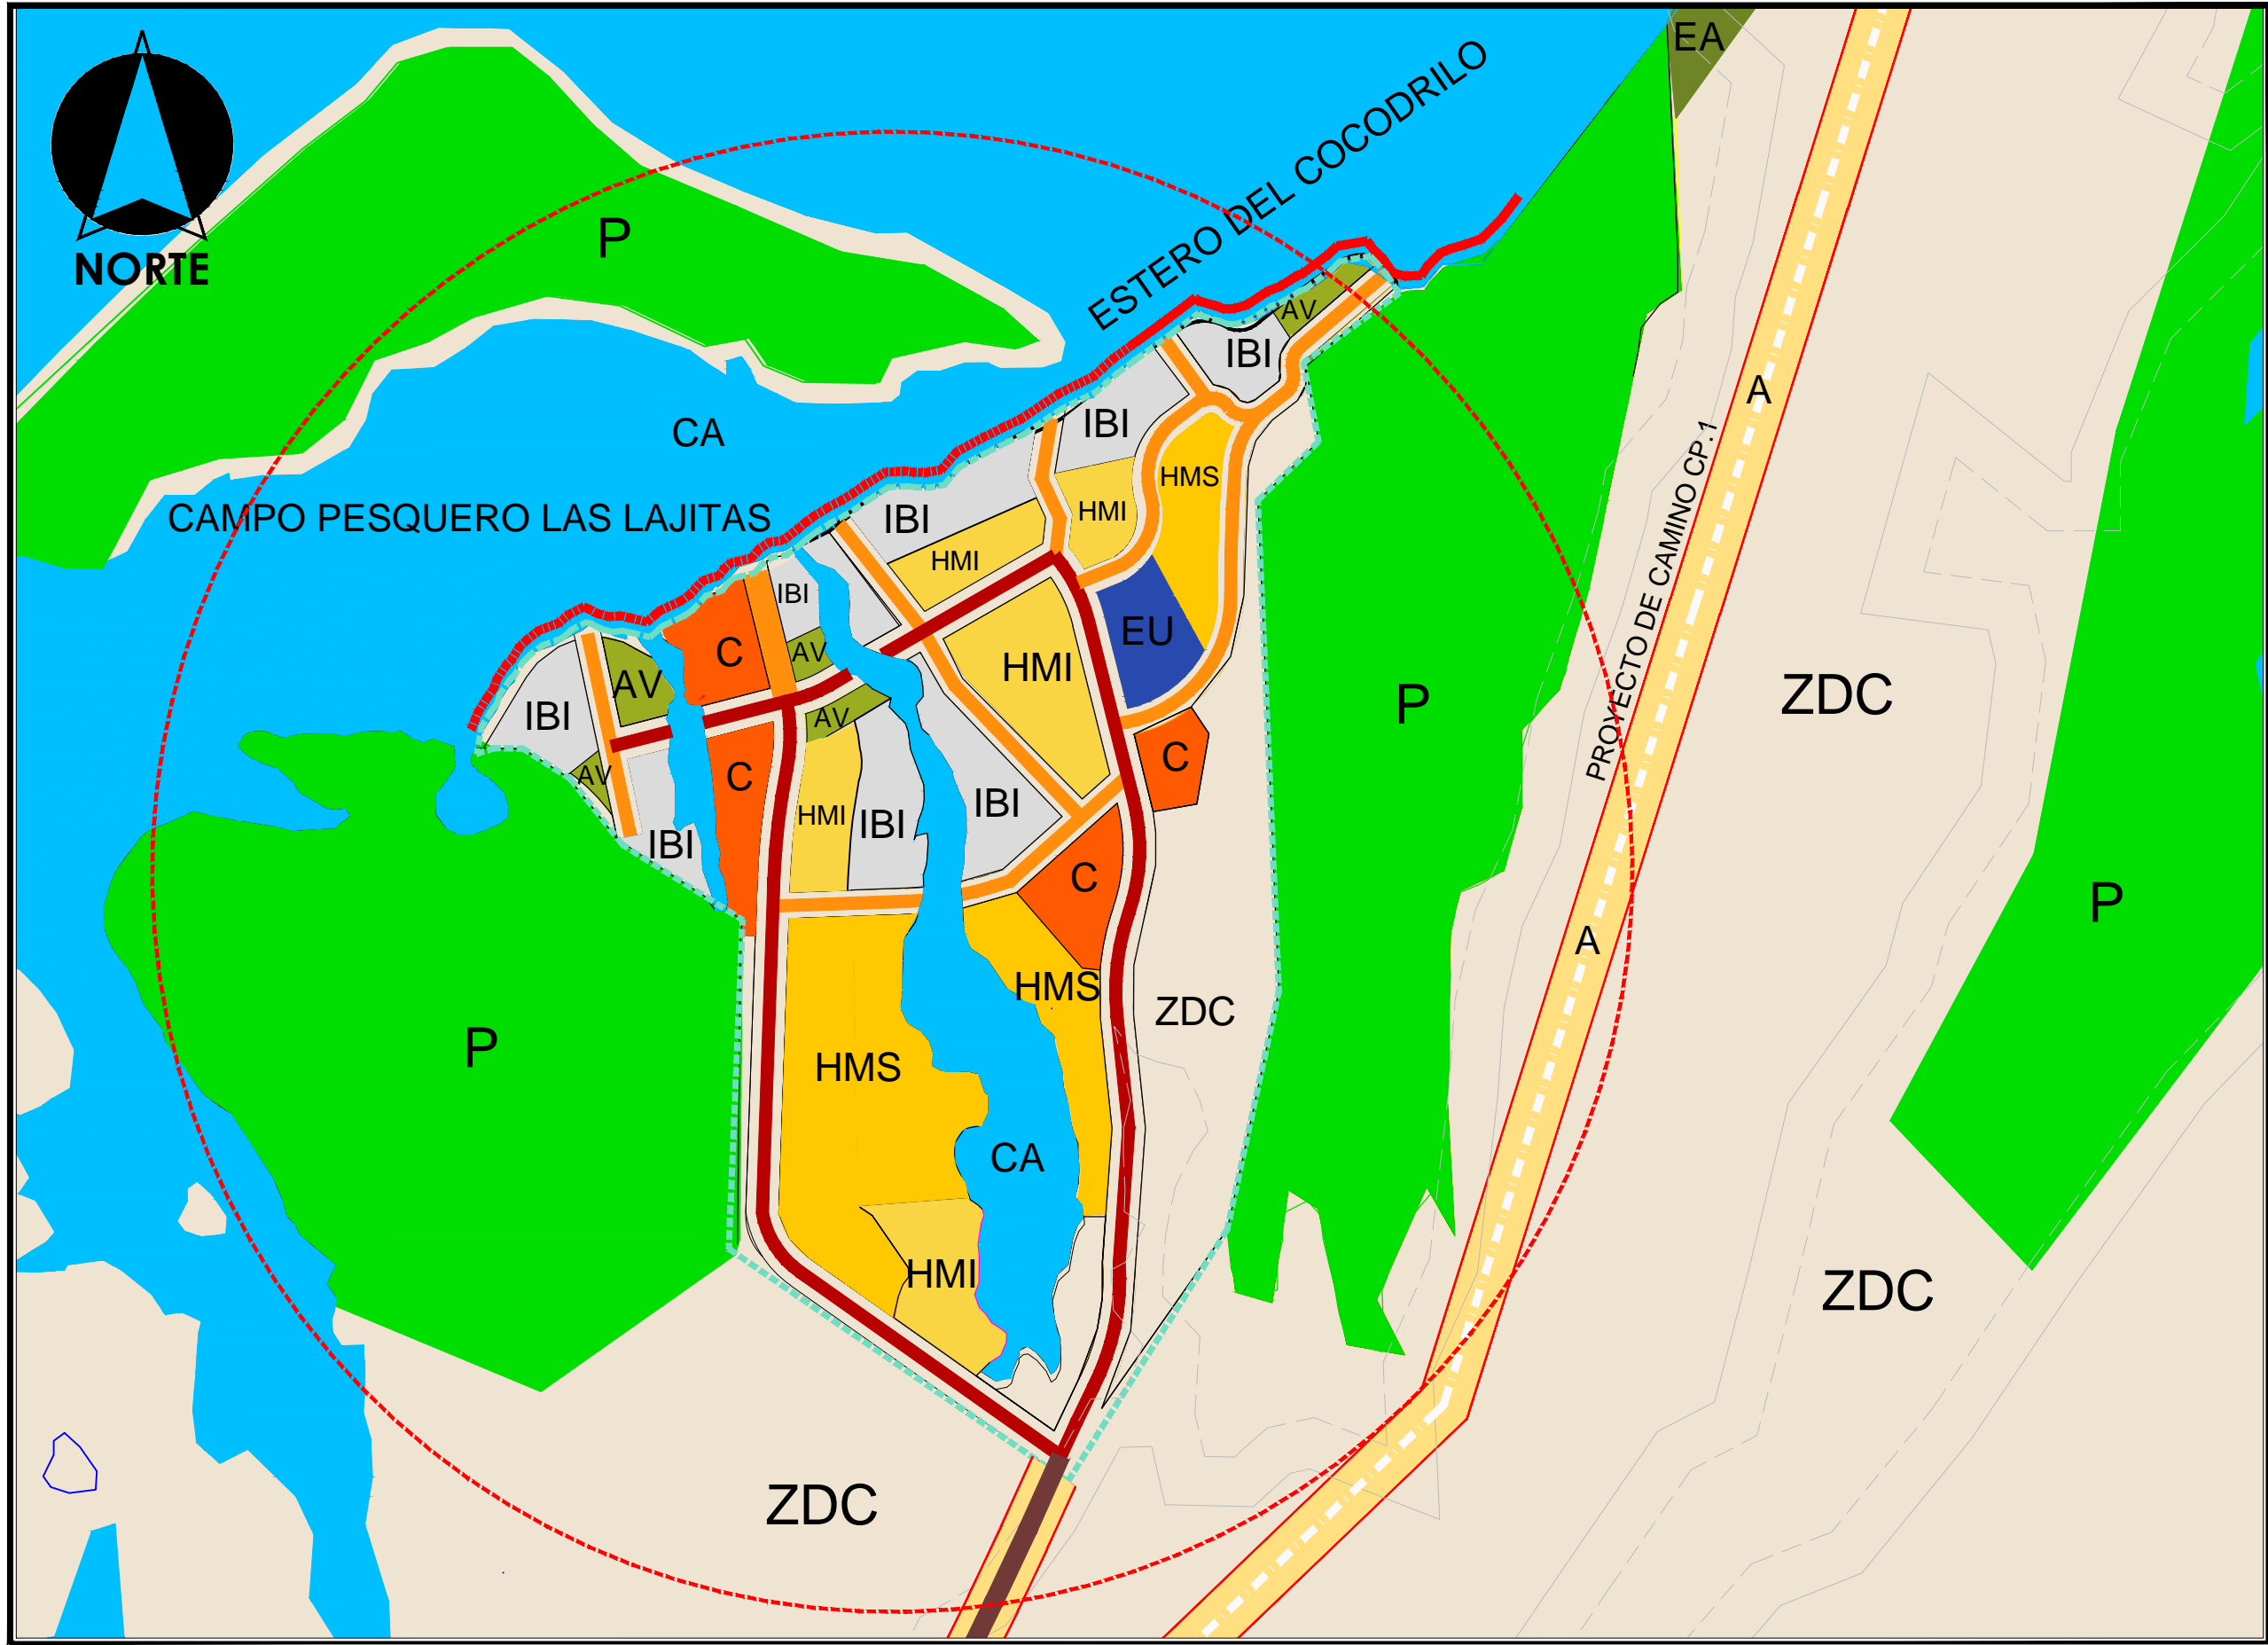 EA
ESTERO DEL COCODRILO
P
NORTE
AV
IBI
A
CA
IBI
HMS
HMI
CAMPO PESQUERO LAS LAJITAS
IBI
HMI
PROYECTO DE CAMINO CP.1
IBI
EU
C
AV
HMI
AV
ZDC
P
IBI
AV
C
AV
C
IBI
HMI
IBI
IBI
C
P
A
HMS
ZDC
P
HMS
CA
HMI
ZDC
ZDC